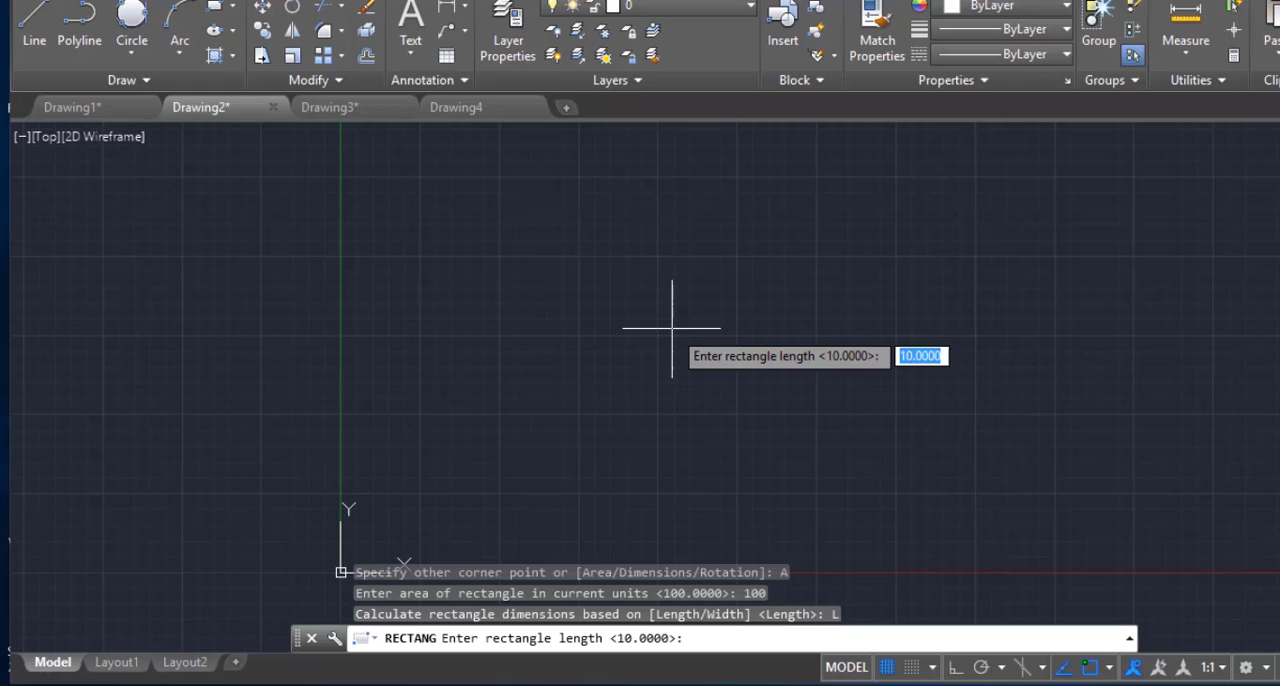 Line Polyline Circle Arc Text Layer Properties 0 Insert Match Properties ByLayer Group Measure
ByLayer
ByLayer
Draw Modify Annotation Layers Block Properties Groups Utilities
Drawing1* Drawing2* Drawing3* Drawing4
[−][Top][2D Wireframe]
Enter rectangle length <10.0000>: 10.0000
Y
Specify other corner point or [Area/Dimensions/Rotation]: A
Enter area of rectangle in current units <100.0000>: 100
Calculate rectangle dimensions based on [Length/Width] <Length>: L
RECTANG Enter rectangle length <10.0000>:
Model Layout1 Layout2 + MODEL 1:1